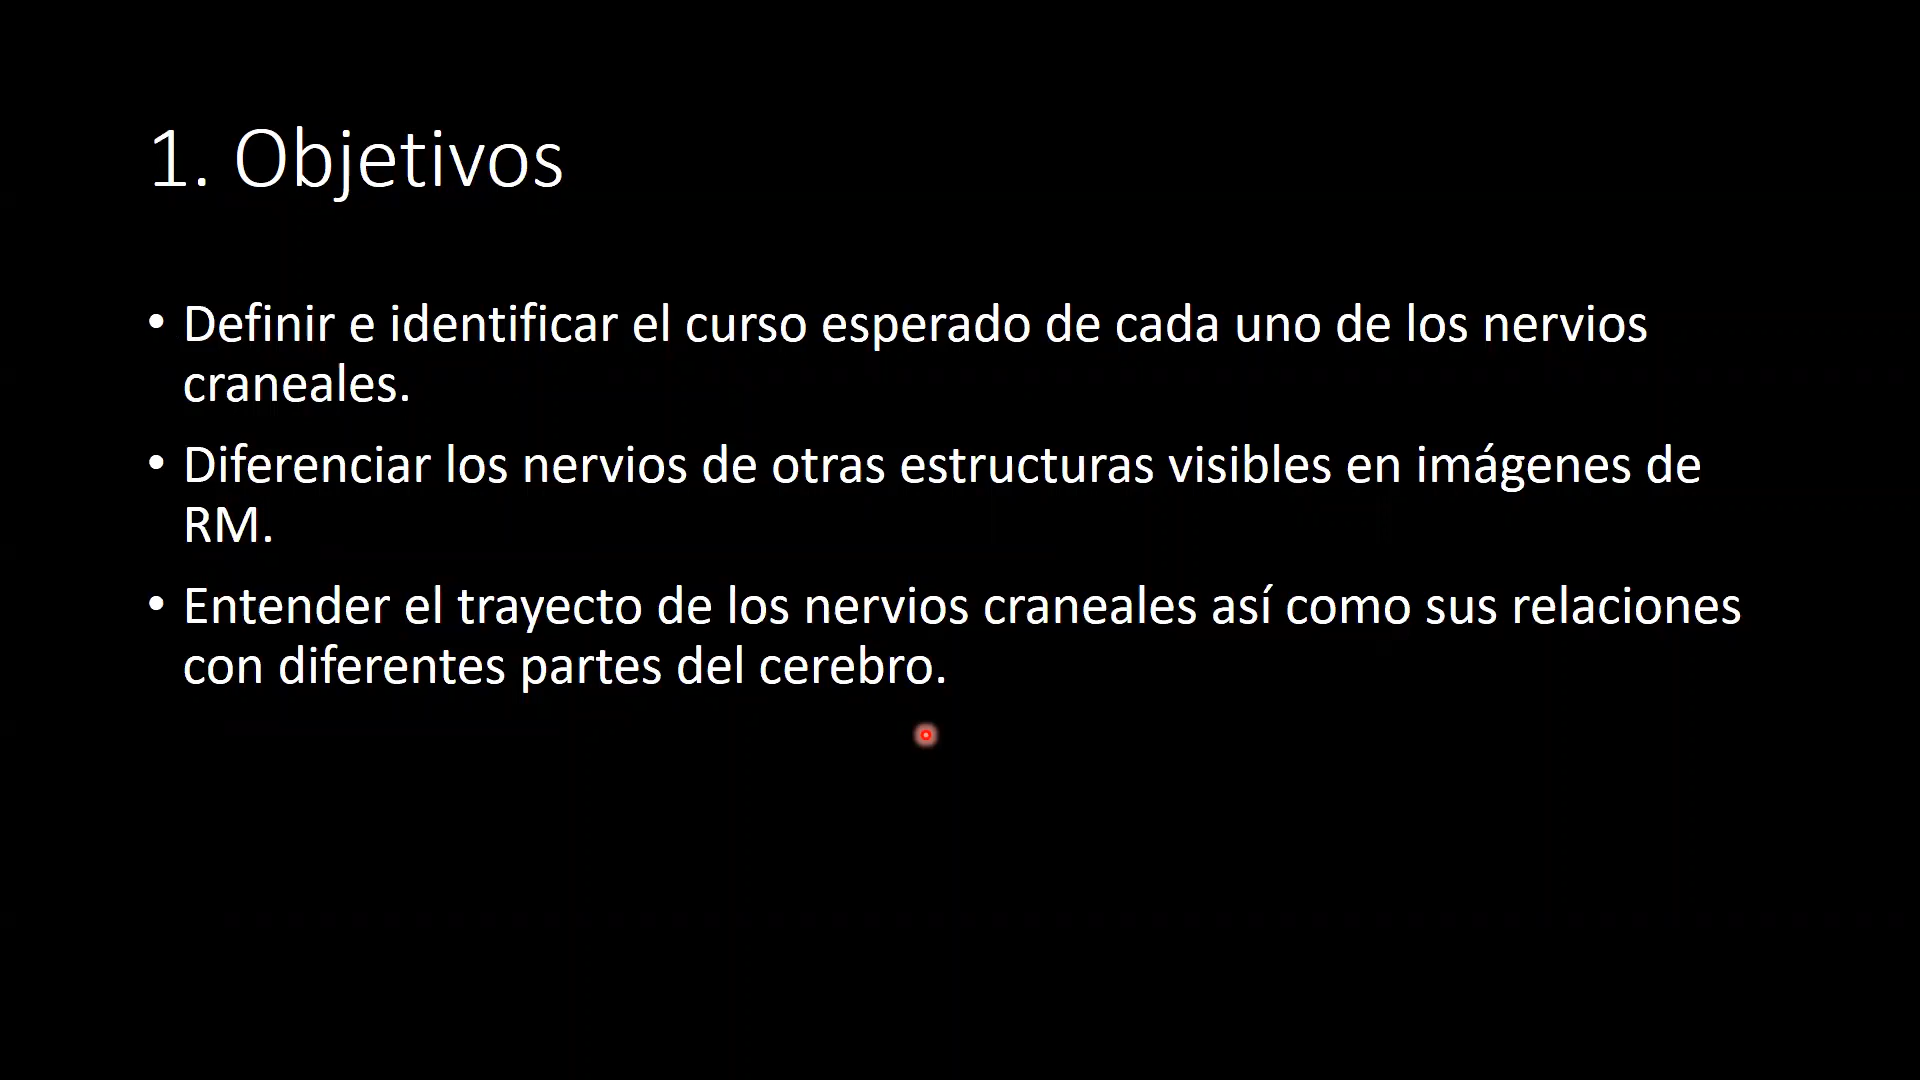 1. Objetivos
• Definir e identificar el curso esperado de cada uno de los nervios
craneales.
• Diferenciar los nervios de otras estructuras visibles en imágenes de
RM.
• Entender el trayecto de los nervios craneales así como sus relaciones
con diferentes partes del cerebro.